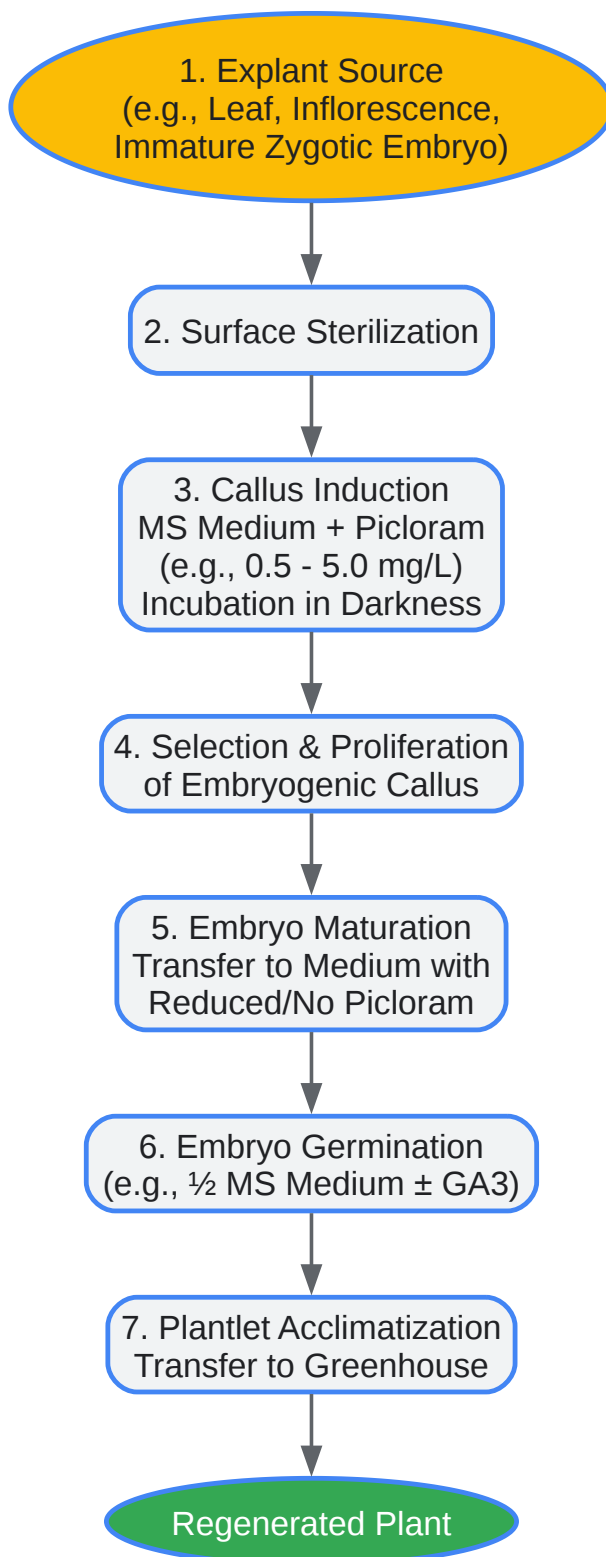 1. Explant Source
(e.g., Leaf, Inflorescence,
Immature Zygotic Embryo)
2. Surface Sterilization
3. Callus Induction
MS Medium + Picloram
(e.g., 0.5 - 5.0 mg/L)
Incubation in Darkness
4. Selection & Proliferation
of Embryogenic Callus
5. Embryo Maturation
Transfer to Medium with
Reduced/No Picloram
6. Embryo Germination
(e.g., ½ MS Medium ± GA3)
7. Plantlet Acclimatization
Transfer to Greenhouse
Regenerated Plant